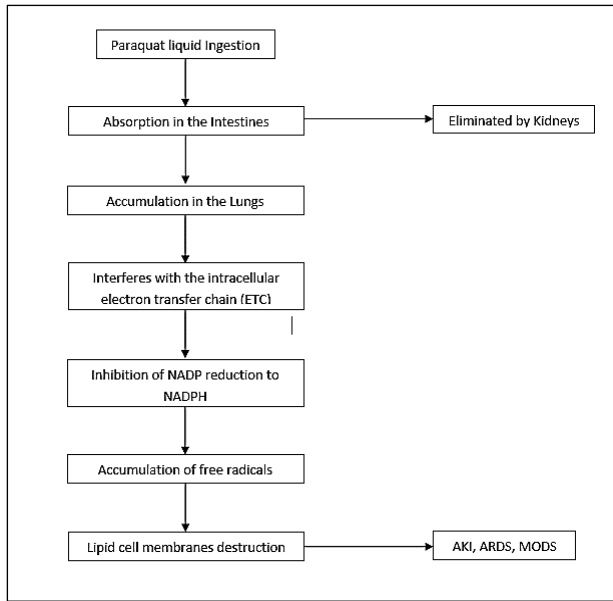 Paraquat liquid Ingestion
Absorption in the Intestines
Eliminated by Kidneys
Accumulation in the Lungs
Interferes with the intracellular
electron transfer chain (ETC)
Inhibition of NADP reduction to
NADPH
Accumulation of free radicals
Lipid cell membranes destruction
AKI, ARDS, MODS